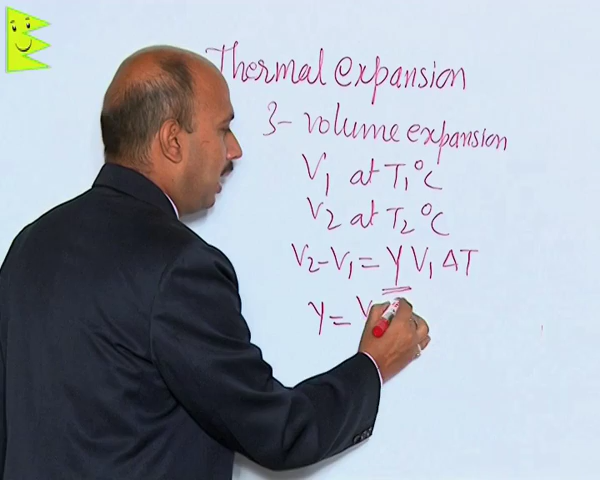 Thermal expansion
3- volume expansion
V₁ at T₁°C
V₂ at T₂°C
V₂-V₁ = γ V₁ ΔT
γ = V